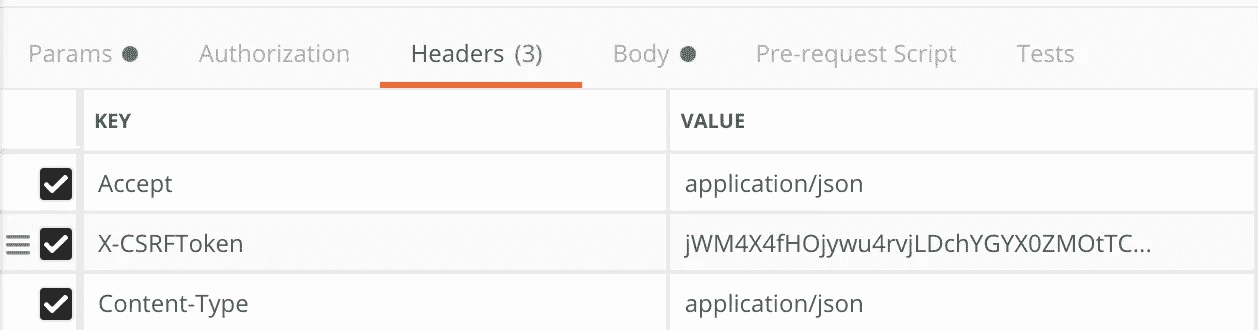 Params Authorization Headers (3) Body Pre-request Script Tests
KEY VALUE
Accept application/json
X-CSRFToken jWM4X4fHOjywu4rvjLDchYGYX0ZMOtTC...
Content-Type application/json